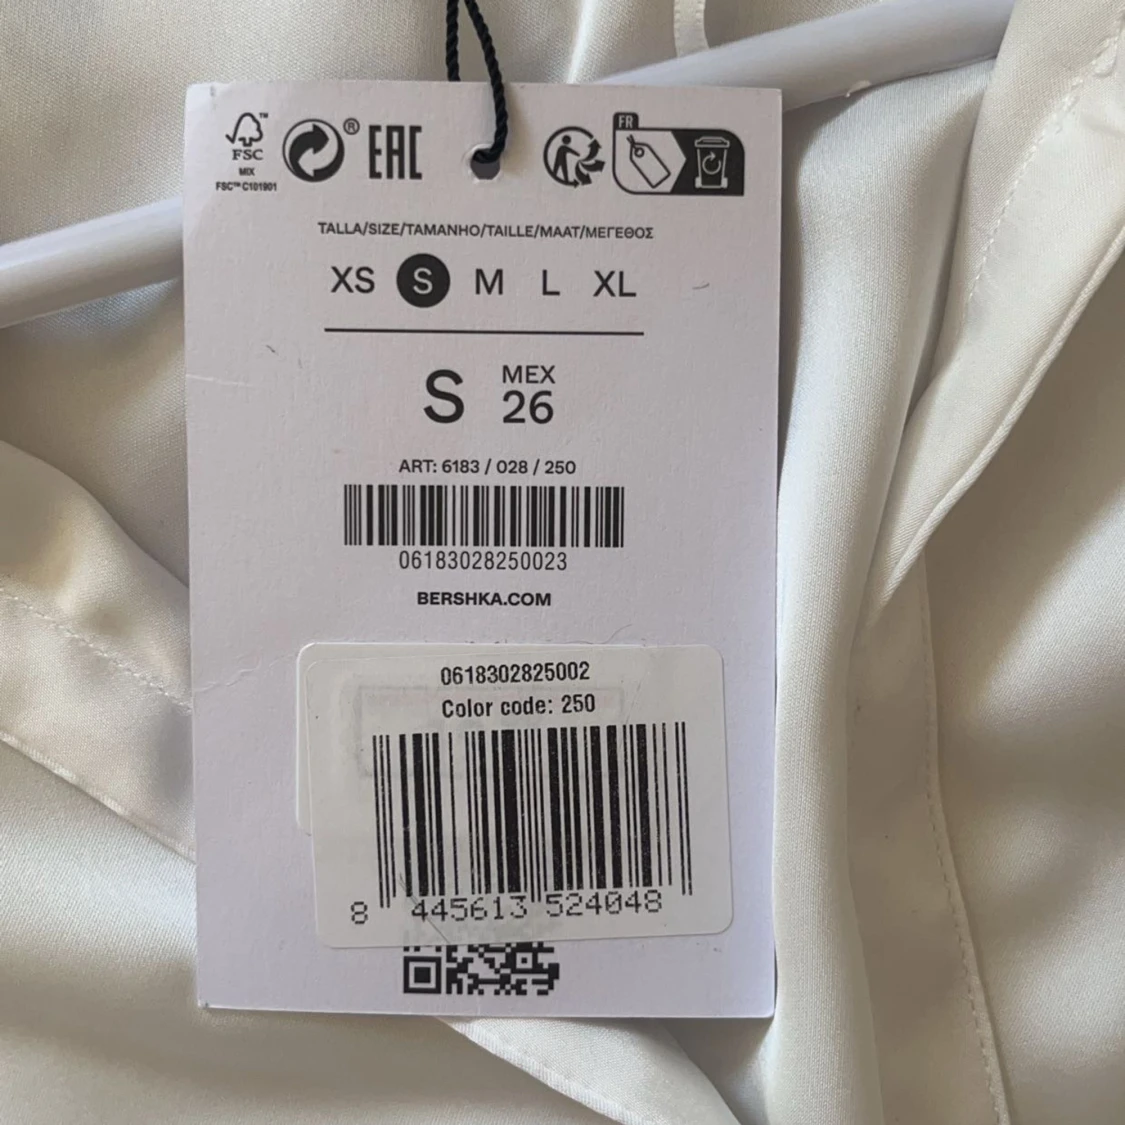 FSC™
MIX
FSC™ C101901
®
EAC
FR
TALLA/SIZE/TAMANHO/TAILLE/MAAT/ΜΕΓΕΘΟΣ
XS S M L XL
S MEX 26
ART: 6183 / 028 / 250
06183028250023
BERSHKA.COM
0618302825002
Color code: 250
8 445613 524048